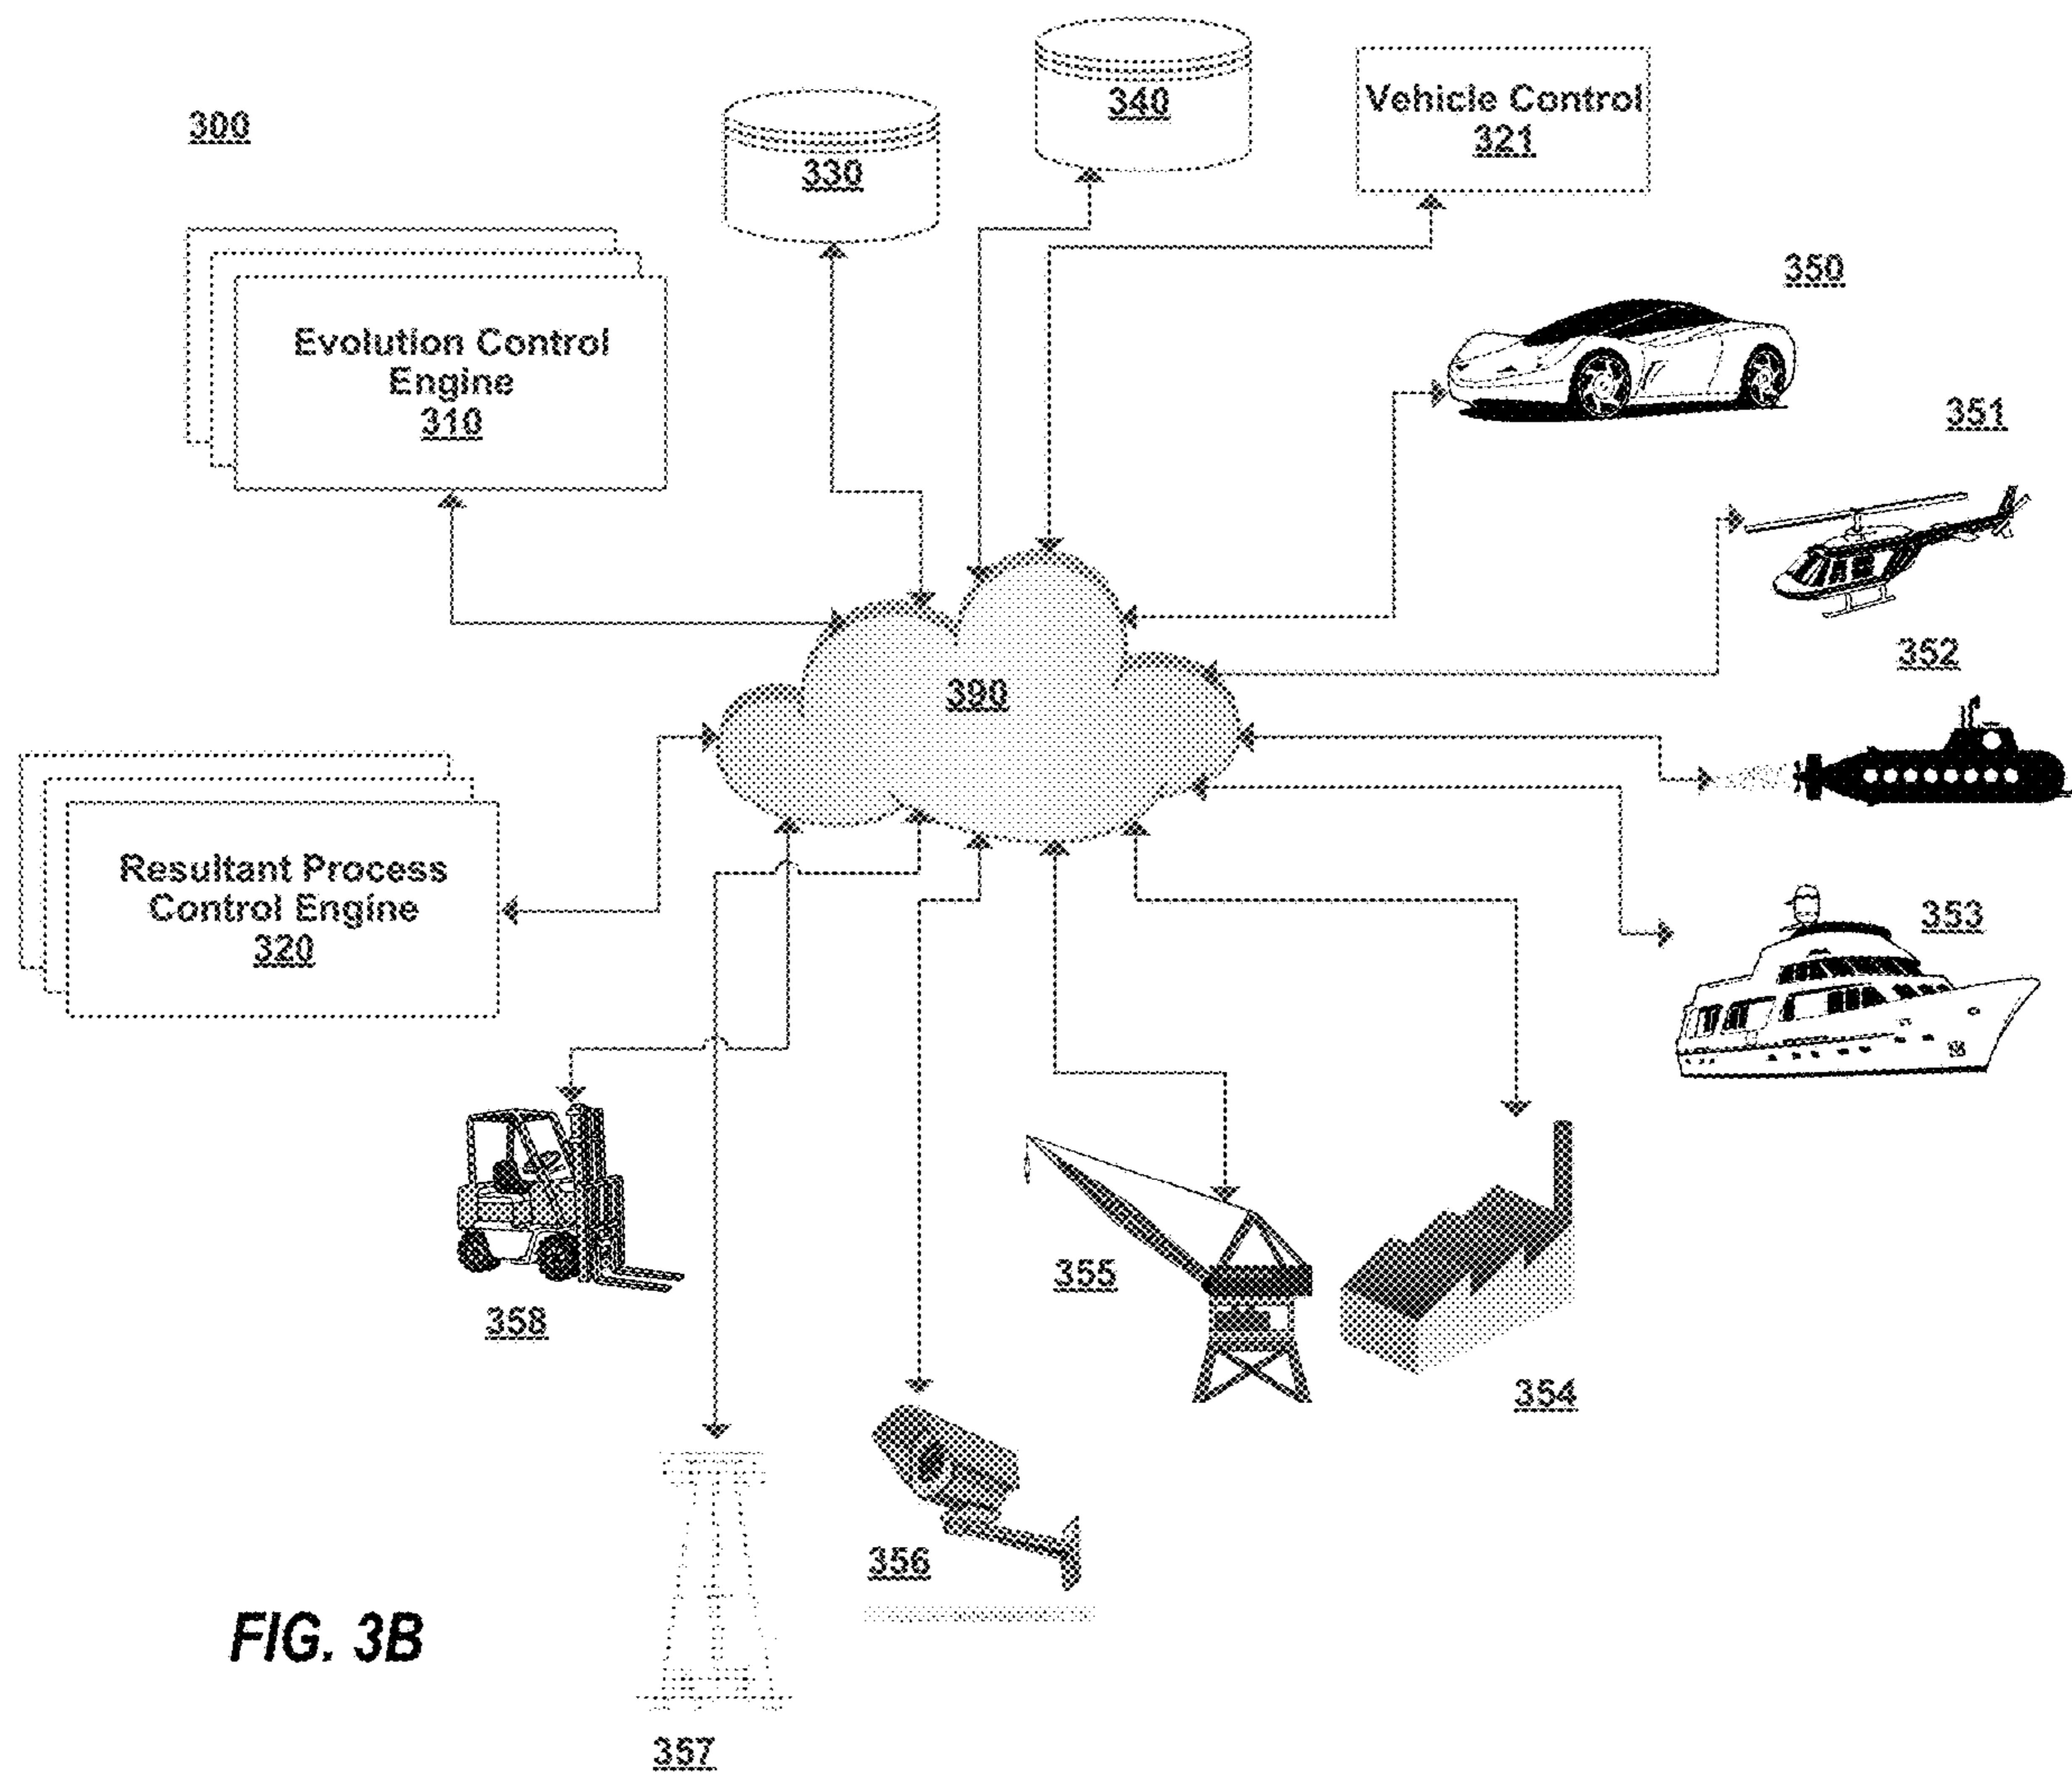 340
Vehicle Control
321
300
330
350
Evolution Control
Engine
310
351
352
390
Resultant Process
Control Engine
320
353
355
358
354
356
FIG. 3B
357